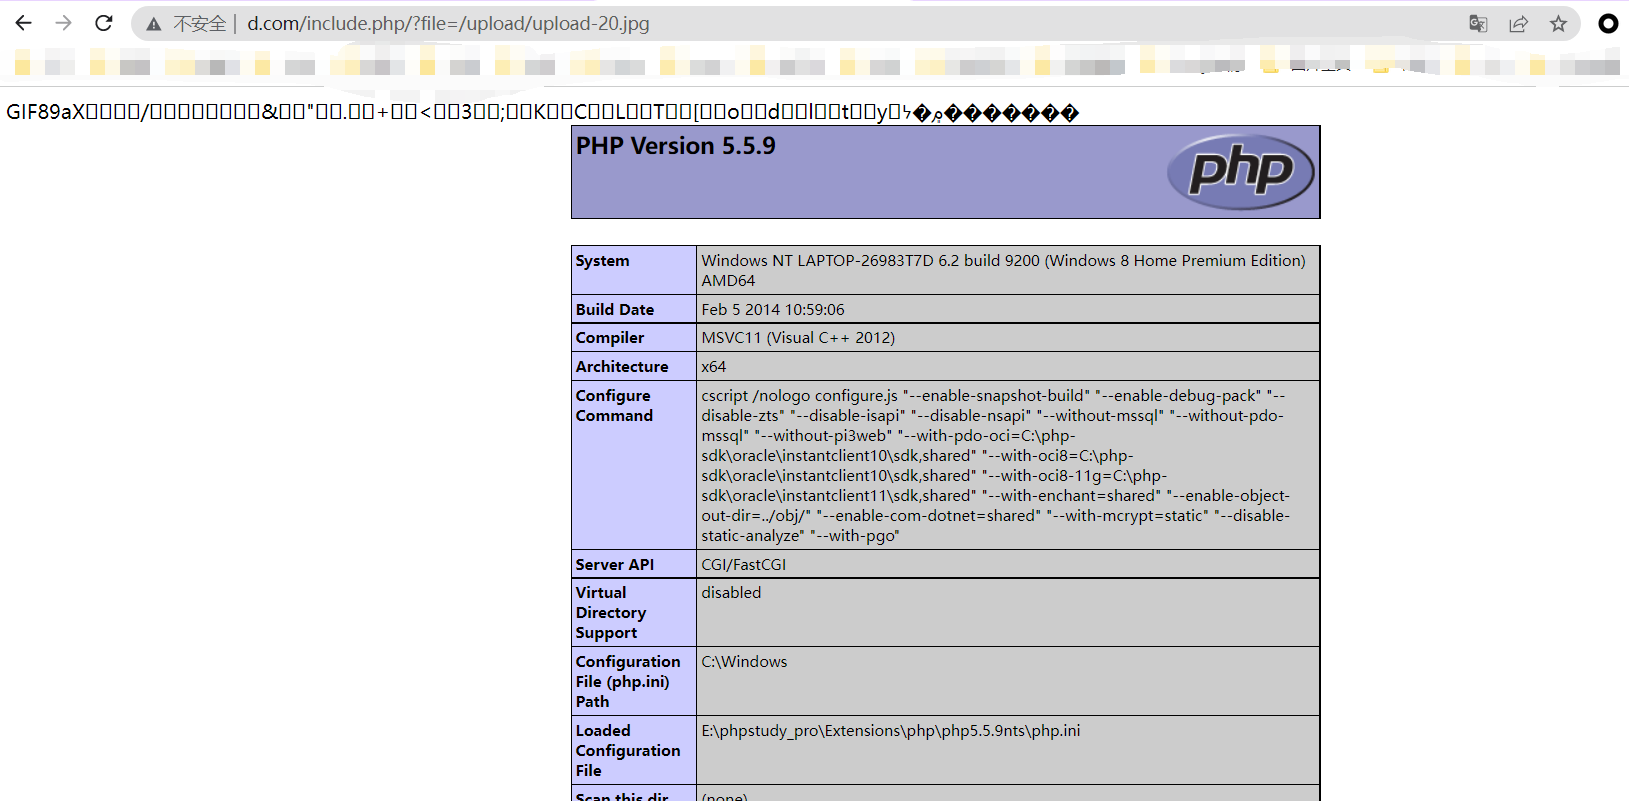 不安全 | d.com/include.php/?file=/upload/upload-20.jpg
GIF89aX
PHP Version 5.5.9
php
System
Windows NT LAPTOP-26983T7D 6.2 build 9200 (Windows 8 Home Premium Edition)
AMD64
Build Date
Feb 5 2014 10:59:06
Compiler
MSVC11 (Visual C++ 2012)
Architecture
x64
Configure
Command
cscript /nologo configure.js "--enable-snapshot-build" "--enable-debug-pack" "--
disable-zts" "--disable-isapi" "--disable-nsapi" "--without-mssql" "--without-pdo-
mssql" "--without-pi3web" "--with-pdo-oci=C:\php-
sdk\oracle\instantclient10\sdk,shared" "--with-oci8=C:\php-
sdk\oracle\instantclient10\sdk,shared" "--with-oci8-11g=C:\php-
sdk\oracle\instantclient11\sdk,shared" "--with-enchant=shared" "--enable-object-
out-dir=../obj/" "--enable-com-dotnet=shared" "--with-mcrypt=static" "--disable-
static-analyze" "--with-pgo"
Server API
CGI/FastCGI
Virtual
Directory
Support
disabled
Configuration
File (php.ini)
Path
C:\Windows
Loaded
Configuration
File
E:\phpstudy_pro\Extensions\php\php5.5.9nts\php.ini
Scan this dir
(none)